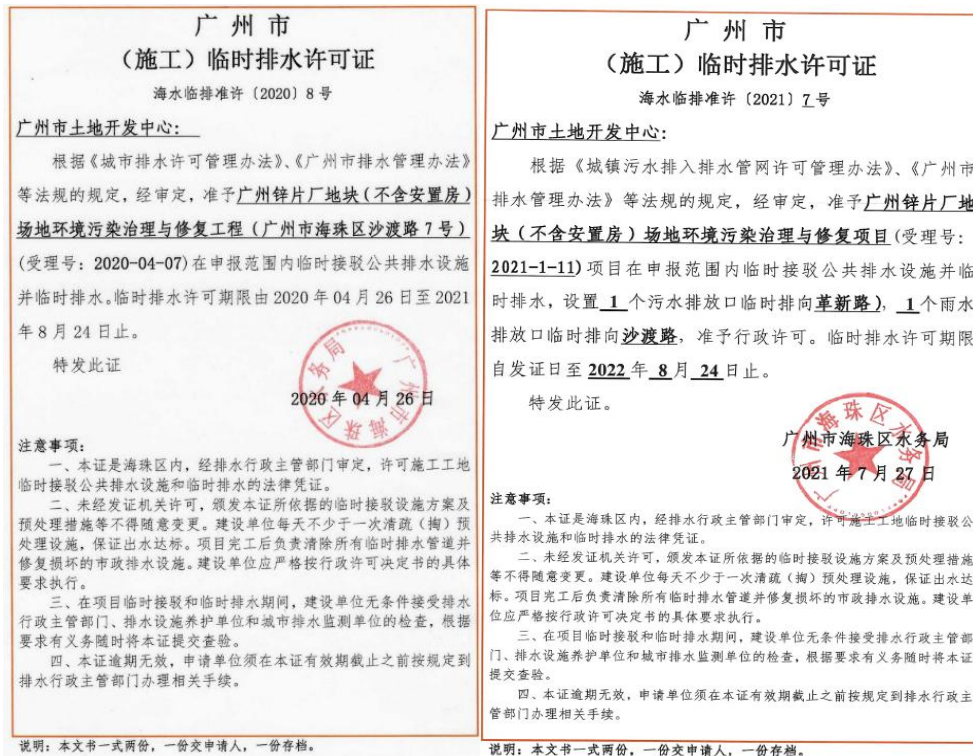 广州市
（施工）临时排水许可证
海水临排准许〔2020〕8号
广州市土地开发中心：
根据《城市排水许可管理办法》、《广州市排水管理办法》
等法规的规定，经审定，准予广州锌片厂地块（不含安置房）
场地环境污染治理与修复工程（广州市海珠区沙渡路7号）
(受理号：2020-04-07)在申报范围内临时接驳公共排水设施
并临时排水。临时排水许可期限由2020年04月26日至2021
年8月24日止。
特发此证
广州市海珠区水务局
2020年04月26日
注意事项：
一、本证是海珠区内，经排水行政主管部门审定，许可施工工地
临时接驳公共排水设施和临时排水的法律凭证。
二、未经发证机关许可，颁发本证所依据的临时接驳设施方案及
预处理措施等不得随意变更。建设单位每天不少于一次清疏（掏）预
处理设施，保证出水达标。项目完工后负责清除所有临时排水管道并
修复损坏的市政排水设施。建设单位应严格按行政许可决定书的具体
要求执行。
三、在项目临时接驳和临时排水期间，建设单位无条件接受排水
行政主管部门、排水设施养护单位和城市排水监测单位的检查，根据
要求有义务随时将本证提交查验。
四、本证逾期无效，申请单位须在本证有效期截止之前按规定到
排水行政主管部门办理相关手续。
说明：本文书一式两份，一份交申请人，一份存档。
广州市
（施工）临时排水许可证
海水临排准许〔2021〕7号
广州市土地开发中心：
根据《城镇污水排入排水管网许可管理办法》、《广州市
排水管理办法》等法规的规定，经审定，准予广州锌片厂地
块（不含安置房）场地环境污染治理与修复项目(受理号：
2021-1-11)项目在申报范围内临时接驳公共排水设施并临
时排水，设置1个污水排放口临时排向革新路），1个雨水
排放口临时排向沙渡路，准予行政许可。临时排水许可期限
自发证日至2022年8月24日止。
特发此证。
广州市海珠区水务局
广州市海珠区水务局
2021年7月27日
注意事项：
一、本证是海珠区内，经排水行政主管部门审定，许可施工工地临时接驳公
共排水设施和临时排水的法律凭证。
二、未经发证机关许可，颁发本证所依据的临时接驳设施方案及预处理措施
等不得随意变更。建设单位每天不少于一次清疏（掏）预处理设施，保证出水达
标。项目完工后负责清除所有临时排水管道并修复损坏的市政排水设施。建设单
位应严格按行政许可决定书的具体要求执行。
三、在项目临时接驳和临时排水期间，建设单位无条件接受排水行政主管部
门、排水设施养护单位和城市排水监测单位的检查，根据要求有义务随时将本证
提交查验。
四、本证逾期无效，申请单位须在本证有效期截止之前按规定到排水行政主
管部门办理相关手续。
说明：本文书一式两份，一份交申请人，一份存档。